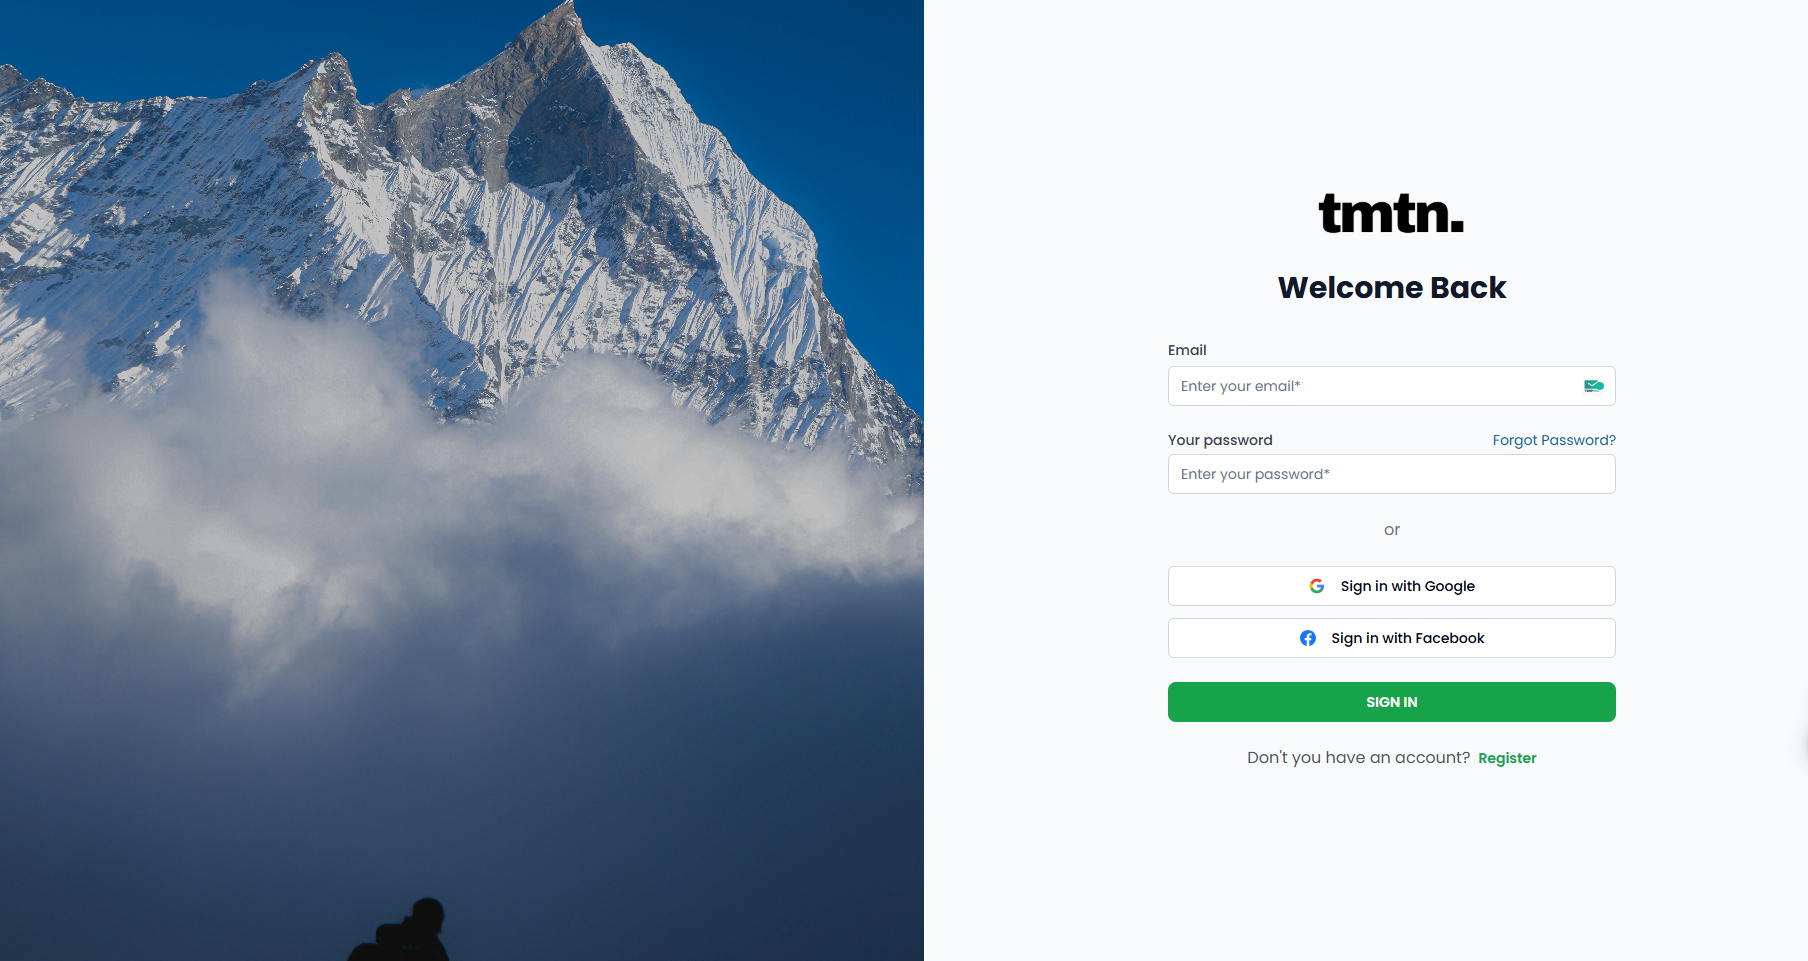 tmtn.
Welcome Back
Email
Enter your email*
Your password
Forgot Password?
Enter your password*
or
Sign in with Google
Sign in with Facebook
SIGN IN
Don't you have an account? Register